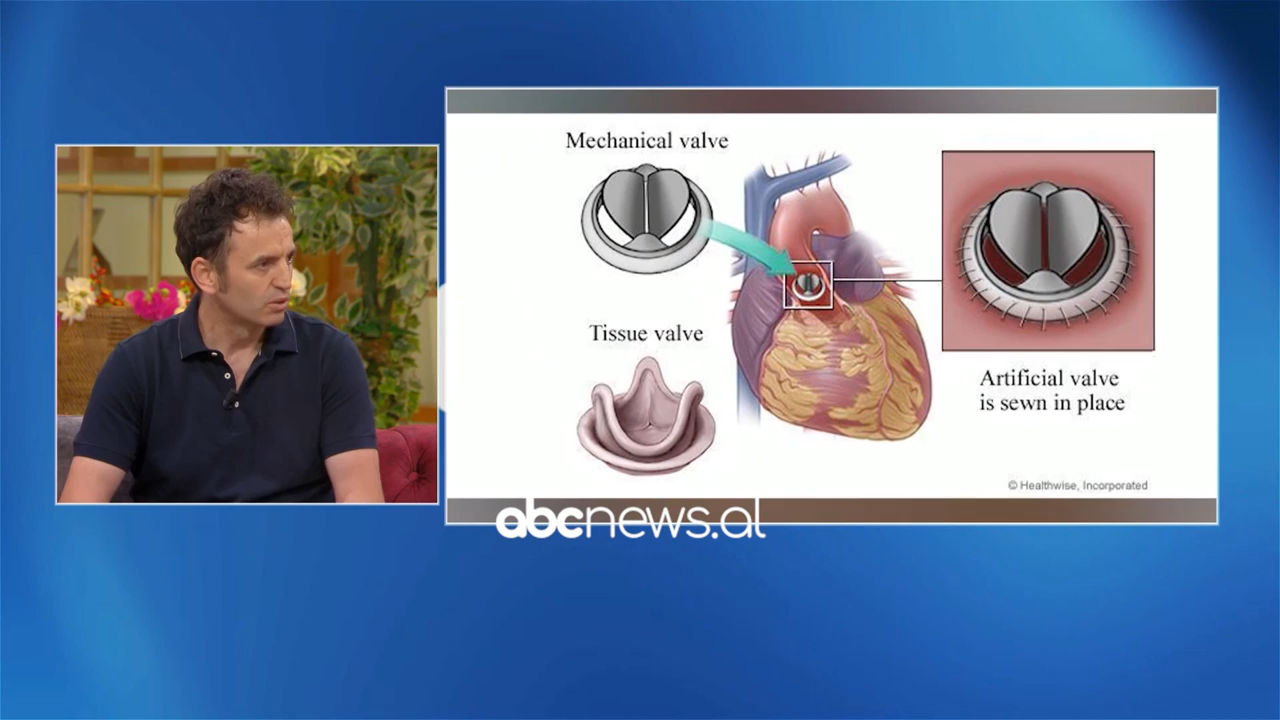 Mechanical valve
Tissue valve
Artificial valve
is sewn in place
© Healthwise, Incorporated
abcnews.al